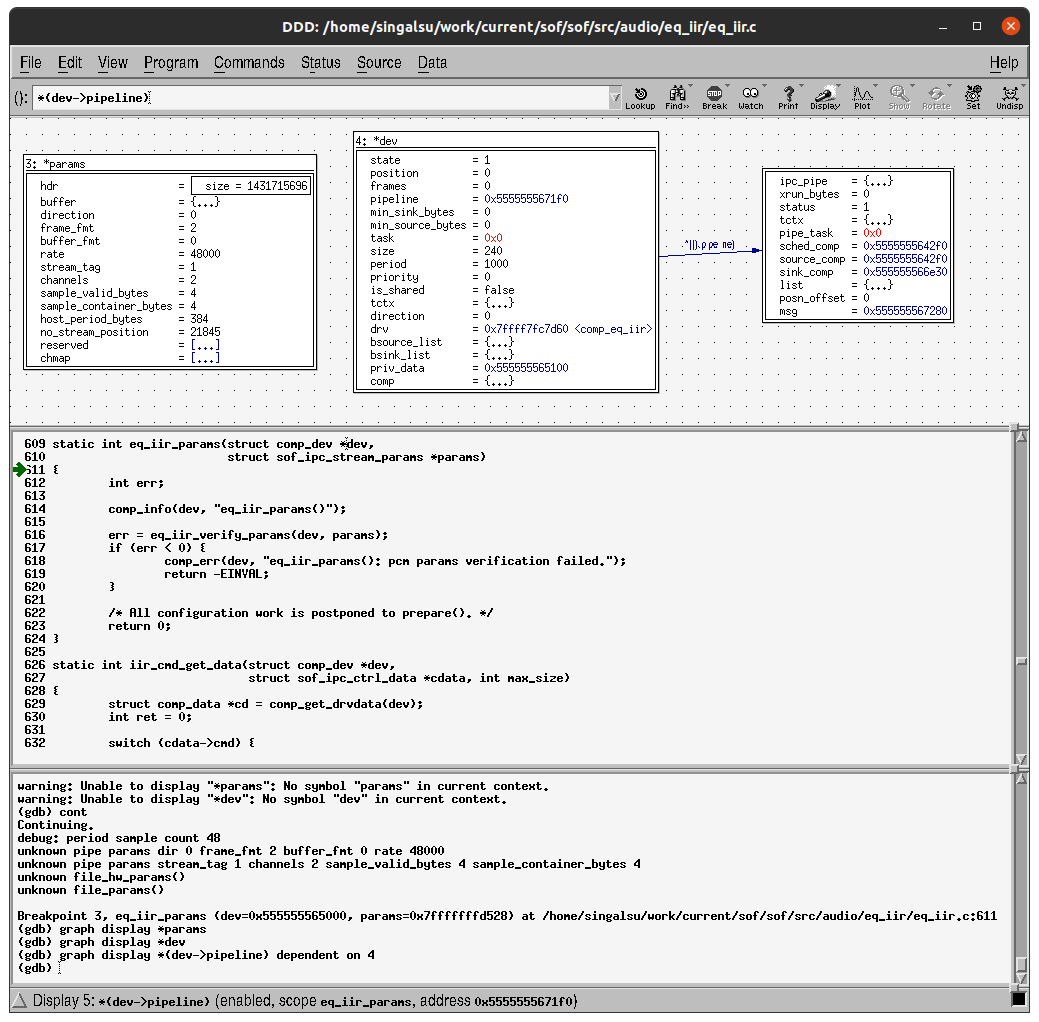 DDD: /home/singalsu/work/current/sof/sof/src/audio/eq_iir/eq_iir.c
File Edit View Program Commands Status Source Data Help
(): *(dev->pipeline)
Lookup Find>> Break Watch Print Display Plot Show Rotate Set Undisp
3: *params
hdr = size = 1431715696
buffer = {...}
direction = 0
frame_fmt = 2
buffer_fmt = 0
rate = 48000
stream_tag = 1
channels = 2
sample_valid_bytes = 4
sample_container_bytes = 4
host_period_bytes = 384
no_stream_position = 21845
reserved = [...]
chmap = [...]
4: *dev
state = 1
position = 0
frames = 0
pipeline = 0x5555555671f0
min_sink_bytes = 0
min_source_bytes = 0
task = 0x0
size = 240
period = 1000
priority = 0
is_shared = false
tctx = {...}
direction = 0
drv = 0x7ffff7fc7d60 <comp_eq_iir>
bsource_list = {...}
bsink_list = {...}
priv_data = 0x555555565100
comp = {...}
ipc_pipe = {...}
xrun_bytes = 0
status = 1
tctx = {...}
pipe_task = 0x0
sched_comp = 0x5555555642f0
source_comp = 0x5555555642f0
sink_comp = 0x555555566e30
list = {...}
posn_offset = 0
msg = 0x555555567280
609 static int eq_iir_params(struct comp_dev *dev,
610 struct sof_ipc_stream_params *params)
611 {
612 int err;
613
614 comp_info(dev, "eq_iir_params()");
615
616 err = eq_iir_verify_params(dev, params);
617 if (err < 0) {
618 comp_err(dev, "eq_iir_params(): pcm params verification failed.");
619 return -EINVAL;
620 }
621
622 /* All configuration work is postponed to prepare(). */
623 return 0;
624 }
625
626 static int iir_cmd_get_data(struct comp_dev *dev,
627 struct sof_ipc_ctrl_data *cdata, int max_size)
628 {
629 struct comp_data *cd = comp_get_drvdata(dev);
630 int ret = 0;
631
632 switch (cdata->cmd) {
warning: Unable to display "*params": No symbol "params" in current context.
warning: Unable to display "*dev": No symbol "dev" in current context.
(gdb) cont
Continuing.
debug: period sample count 48
unknown pipe params dir 0 frame_fmt 2 buffer_fmt 0 rate 48000
unknown pipe params stream_tag 1 channels 2 sample_valid_bytes 4 sample_container_bytes 4
unknown file_hw_params()
unknown file_params()
Breakpoint 3, eq_iir_params (dev=0x555555565000, params=0x7fffffffd528) at /home/singalsu/work/current/sof/sof/src/audio/eq_iir/eq_iir.c:611
(gdb) graph display *params
(gdb) graph display *dev
(gdb) graph display *(dev->pipeline) dependent on 4
(gdb)
Display 5: *(dev->pipeline) (enabled, scope eq_iir_params, address 0x5555555671f0)